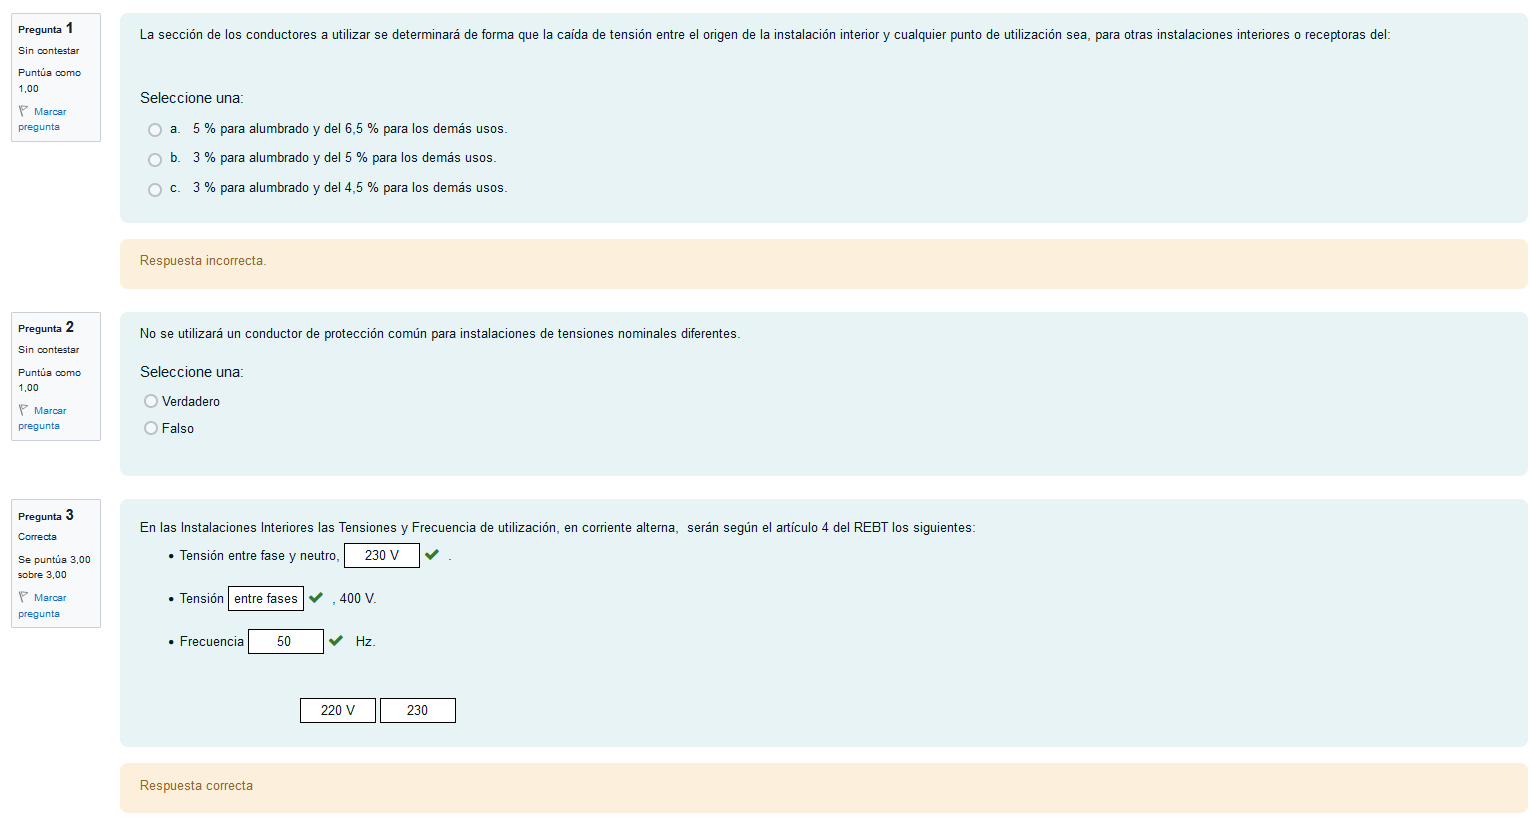 Pregunta 1
Sin contestar
Puntúa como
1,00
Marcar
pregunta
La sección de los conductores a utilizar se determinará de forma que la caída de tensión entre el origen de la instalación interior y cualquier punto de utilización sea, para otras instalaciones interiores o receptoras del:
Seleccione una:
a. 5 % para alumbrado y del 6,5 % para los demás usos.
b. 3 % para alumbrado y del 5 % para los demás usos.
c. 3 % para alumbrado y del 4,5 % para los demás usos.
Respuesta incorrecta.
Pregunta 2
Sin contestar
Puntúa como
1,00
Marcar
pregunta
No se utilizará un conductor de protección común para instalaciones de tensiones nominales diferentes.
Seleccione una:
Verdadero
Falso
Pregunta 3
Correcta
Se puntúa 3,00
sobre 3,00
Marcar
pregunta
En las Instalaciones Interiores las Tensiones y Frecuencia de utilización, en corriente alterna, serán según el artículo 4 del REBT los siguientes:
• Tensión entre fase y neutro, 230 V .
• Tensión entre fases , 400 V.
• Frecuencia 50 Hz.
220 V 230
Respuesta correcta